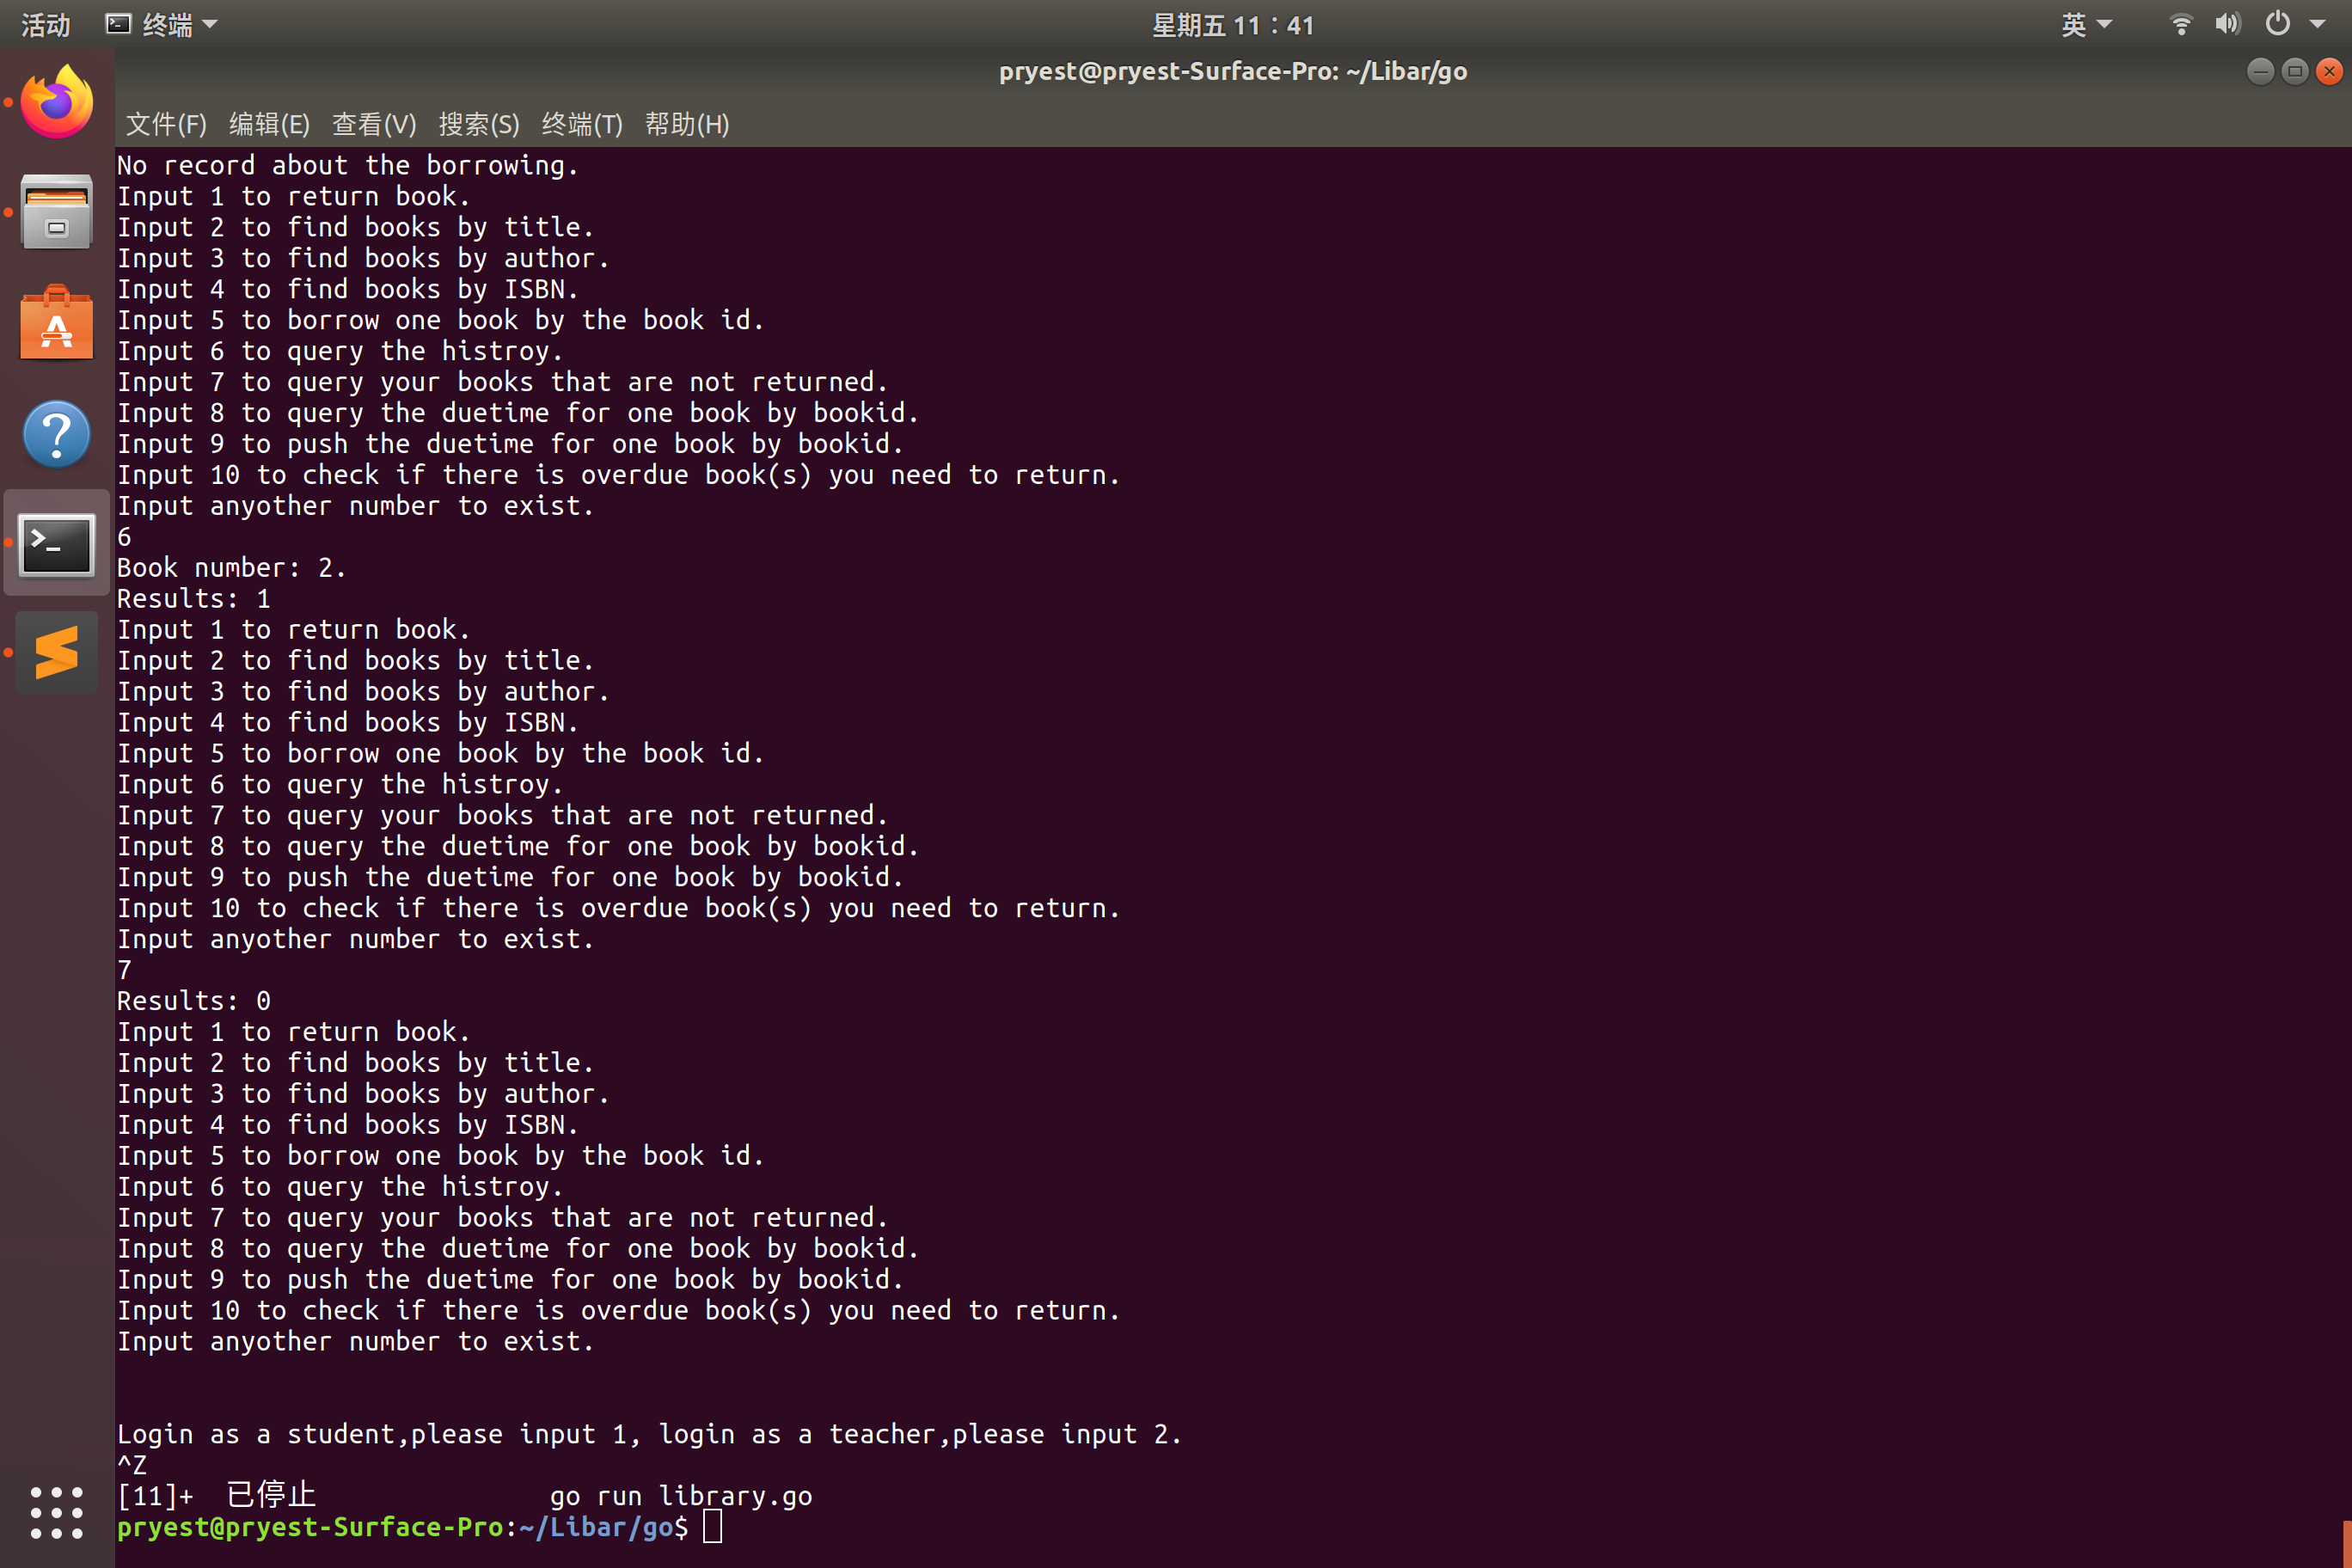 活动 终端 星期五 11：41 英
pryest@pryest-Surface-Pro: ~/Libar/go
文件(F) 编辑(E) 查看(V) 搜索(S) 终端(T) 帮助(H)
No record about the borrowing.
Input 1 to return book.
Input 2 to find books by title.
Input 3 to find books by author.
Input 4 to find books by ISBN.
Input 5 to borrow one book by the book id.
Input 6 to query the histroy.
Input 7 to query your books that are not returned.
Input 8 to query the duetime for one book by bookid.
Input 9 to push the duetime for one book by bookid.
Input 10 to check if there is overdue book(s) you need to return.
Input anyother number to exist.
6
Book number: 2.
Results: 1
Input 1 to return book.
Input 2 to find books by title.
Input 3 to find books by author.
Input 4 to find books by ISBN.
Input 5 to borrow one book by the book id.
Input 6 to query the histroy.
Input 7 to query your books that are not returned.
Input 8 to query the duetime for one book by bookid.
Input 9 to push the duetime for one book by bookid.
Input 10 to check if there is overdue book(s) you need to return.
Input anyother number to exist.
7
Results: 0
Input 1 to return book.
Input 2 to find books by title.
Input 3 to find books by author.
Input 4 to find books by ISBN.
Input 5 to borrow one book by the book id.
Input 6 to query the histroy.
Input 7 to query your books that are not returned.
Input 8 to query the duetime for one book by bookid.
Input 9 to push the duetime for one book by bookid.
Input 10 to check if there is overdue book(s) you need to return.
Input anyother number to exist.
Login as a student,please input 1, login as a teacher,please input 2.
^Z
[11]+  已停止               go run library.go
pryest@pryest-Surface-Pro:~/Libar/go$